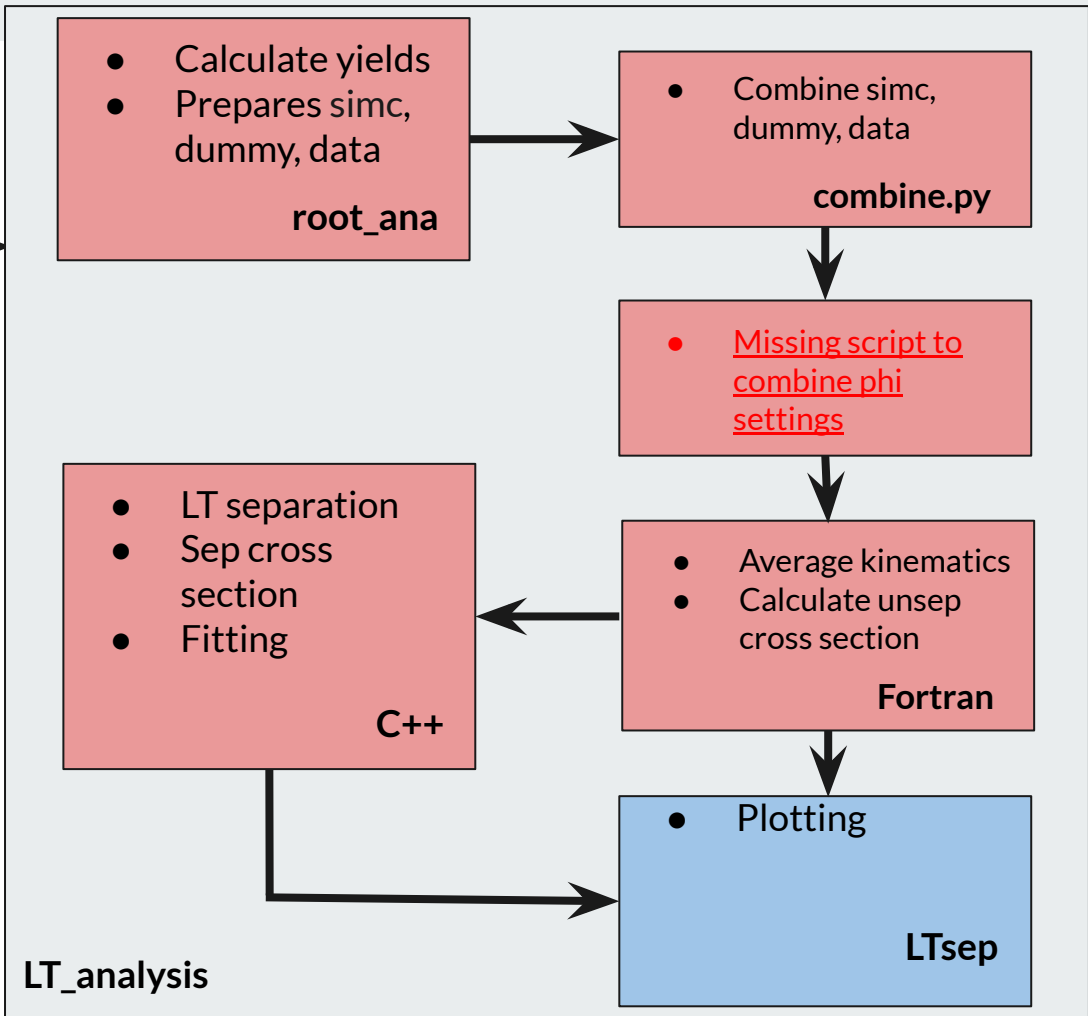 ● Calculate yields
● Prepares simc,
dummy, data
root_ana
● Combine simc,
dummy, data
combine.py
● Missing script to
combine phi
settings
● LT separation
● Sep cross
section
● Fitting
C++
● Average kinematics
● Calculate unsep
cross section
Fortran
● Plotting
LTsep
LT_analysis